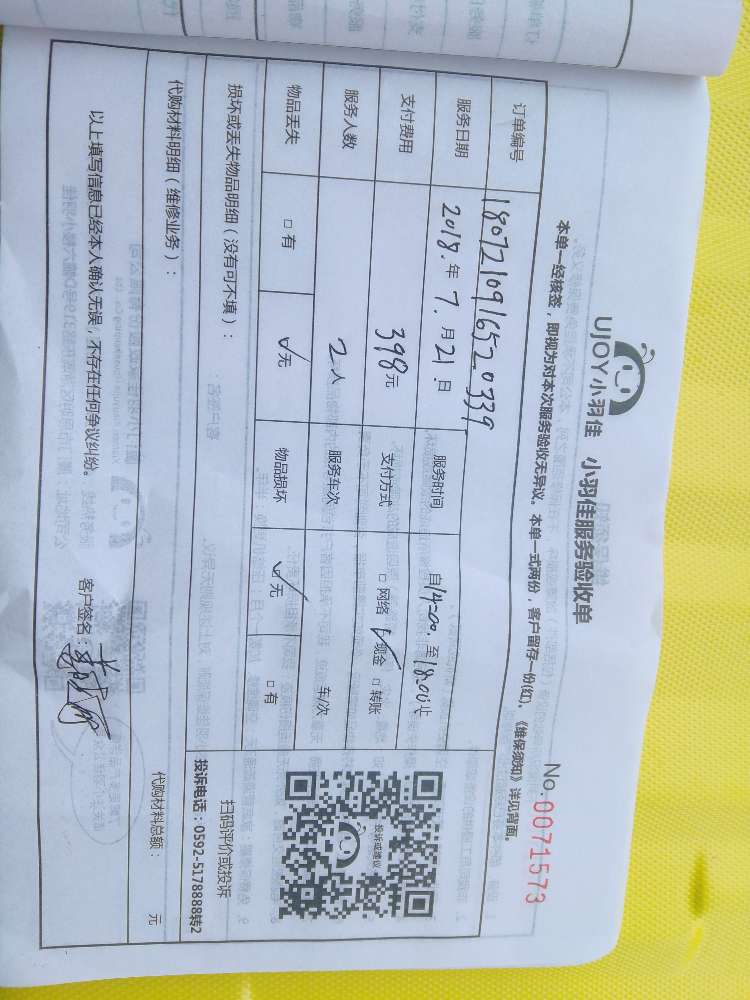 UJOY小羽佳 小羽佳服务验收单
No.0071573
本单一经核签，即视为对本次服务验收无异议。本单一式两份，客户留存一份(红)。《维保须知》详见背面。
订单编号 1807210916520339
服务日期 2018.年7.月21.日 服务时间 自14:00.至18:00止
支付费用 398元 支付方式 □网络 ☑现金 □转账
服务人数 2人 服务车次 车/次
物品丢失 □有 ☑无 物品损坏 ☑无 □有
投诉或建议
扫码评价或投诉
投诉电话：0592-5178888转2
损坏或丢失物品明细（没有可不填）：
代购材料明细（维修业务）： 代购材料总额： 元
以上填写信息已经本人确认无误，不存在任何争议纠纷。 客户签名：